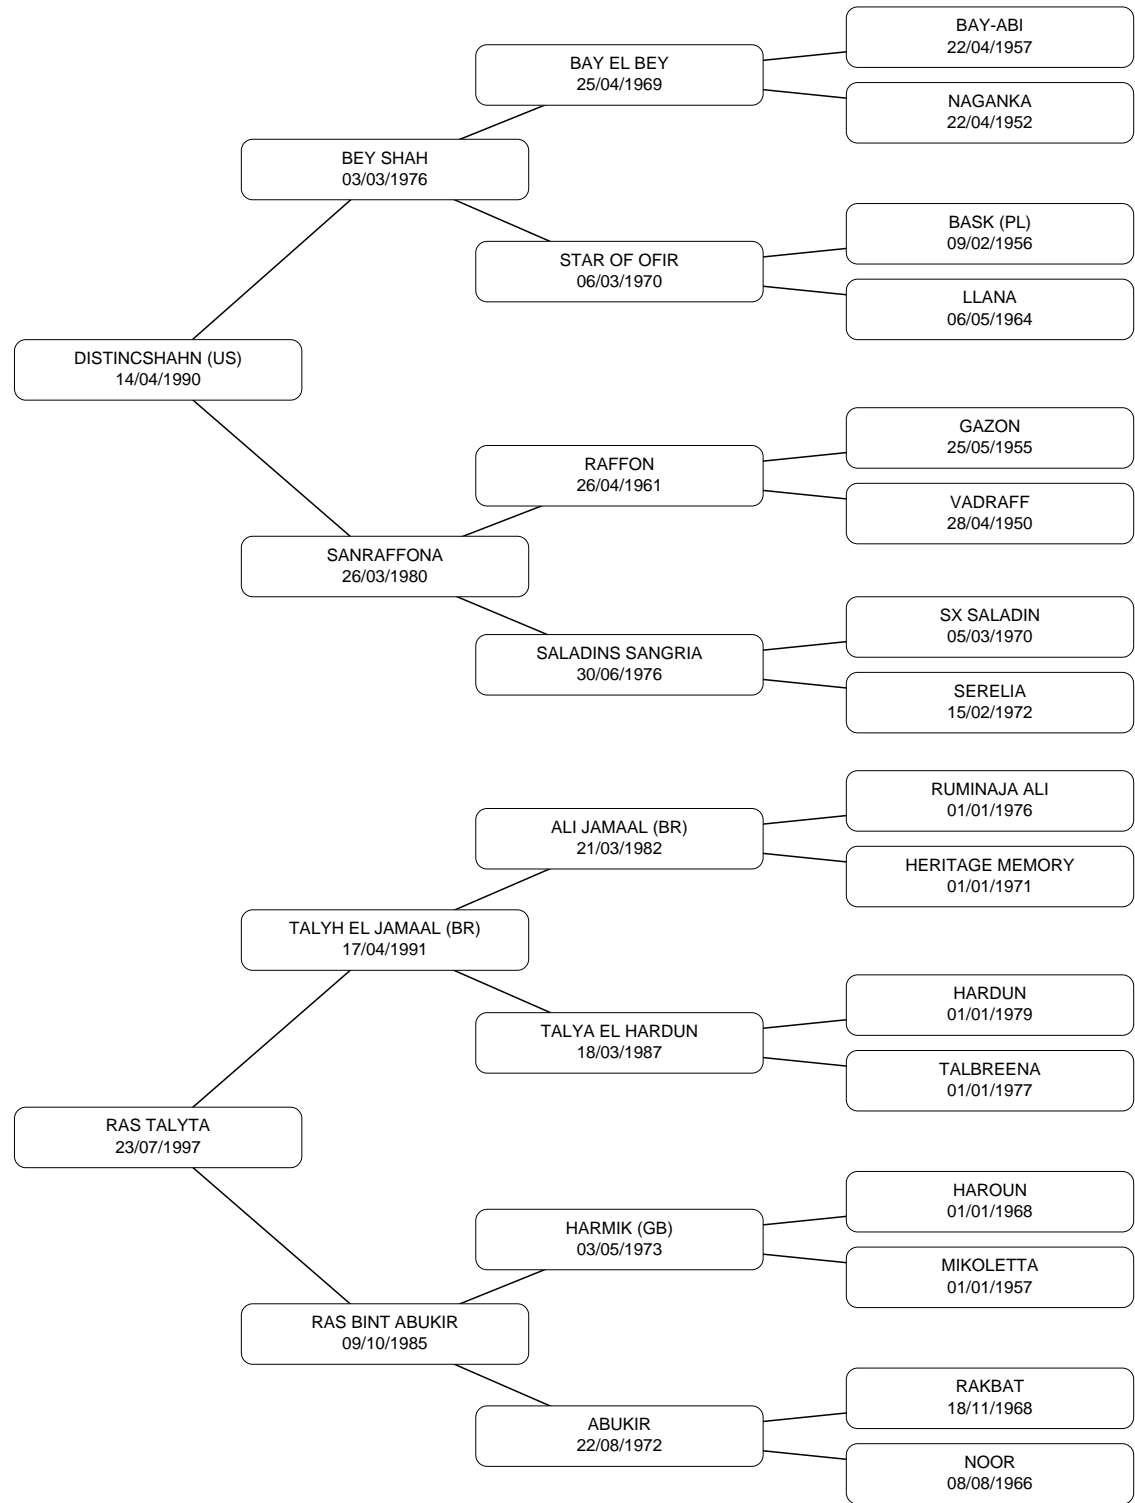 BAY-ABI
22/04/1957
BAY EL BEY
25/04/1969
NAGANKA
22/04/1952
BEY SHAH
03/03/1976
BASK (PL)
09/02/1956
STAR OF OFIR
06/03/1970
LLANA
06/05/1964
DISTINCSHAHN (US)
14/04/1990
GAZON
25/05/1955
RAFFON
26/04/1961
VADRAFF
28/04/1950
SANRAFFONA
26/03/1980
SX SALADIN
05/03/1970
SALADINS SANGRIA
30/06/1976
SERELIA
15/02/1972
RUMINAJA ALI
01/01/1976
ALI JAMAAL (BR)
21/03/1982
HERITAGE MEMORY
01/01/1971
TALYH EL JAMAAL (BR)
17/04/1991
HARDUN
01/01/1979
TALYA EL HARDUN
18/03/1987
TALBREENA
01/01/1977
RAS TALYTA
23/07/1997
HAROUN
01/01/1968
HARMIK (GB)
03/05/1973
MIKOLETTA
01/01/1957
RAS BINT ABUKIR
09/10/1985
RAKBAT
18/11/1968
ABUKIR
22/08/1972
NOOR
08/08/1966